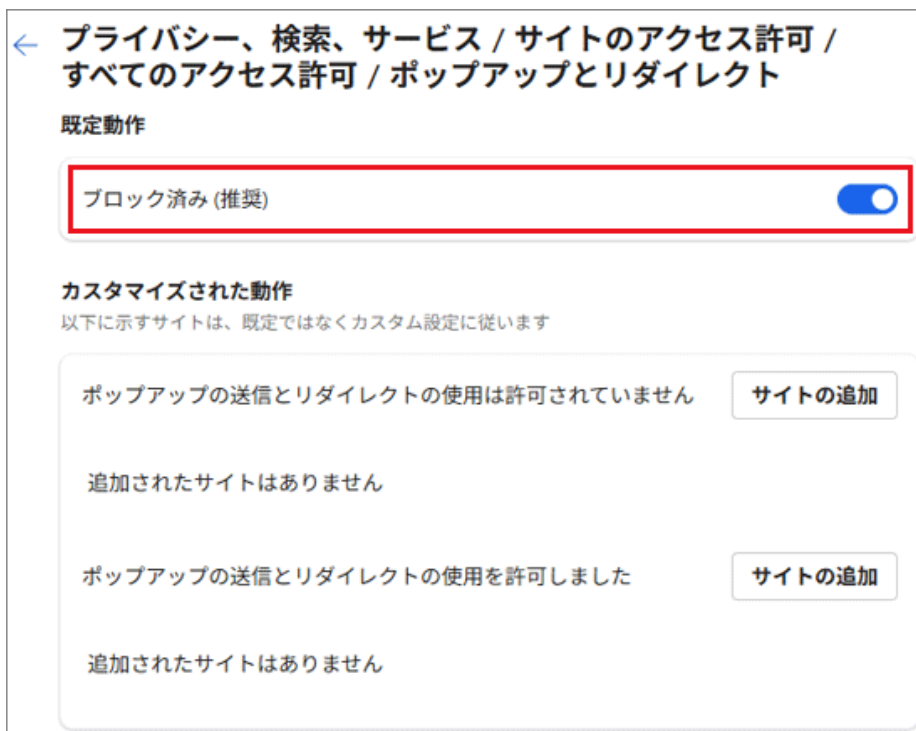 プライバシー、検索、サービス / サイトのアクセス許可 /
すべてのアクセス許可 / ポップアップとリダイレクト
既定動作
ブロック済み (推奨)
カスタマイズされた動作
以下に示すサイトは、既定ではなくカスタム設定に従います
ポップアップの送信とリダイレクトの使用は許可されていません
サイトの追加
追加されたサイトはありません
ポップアップの送信とリダイレクトの使用を許可しました
サイトの追加
追加されたサイトはありません